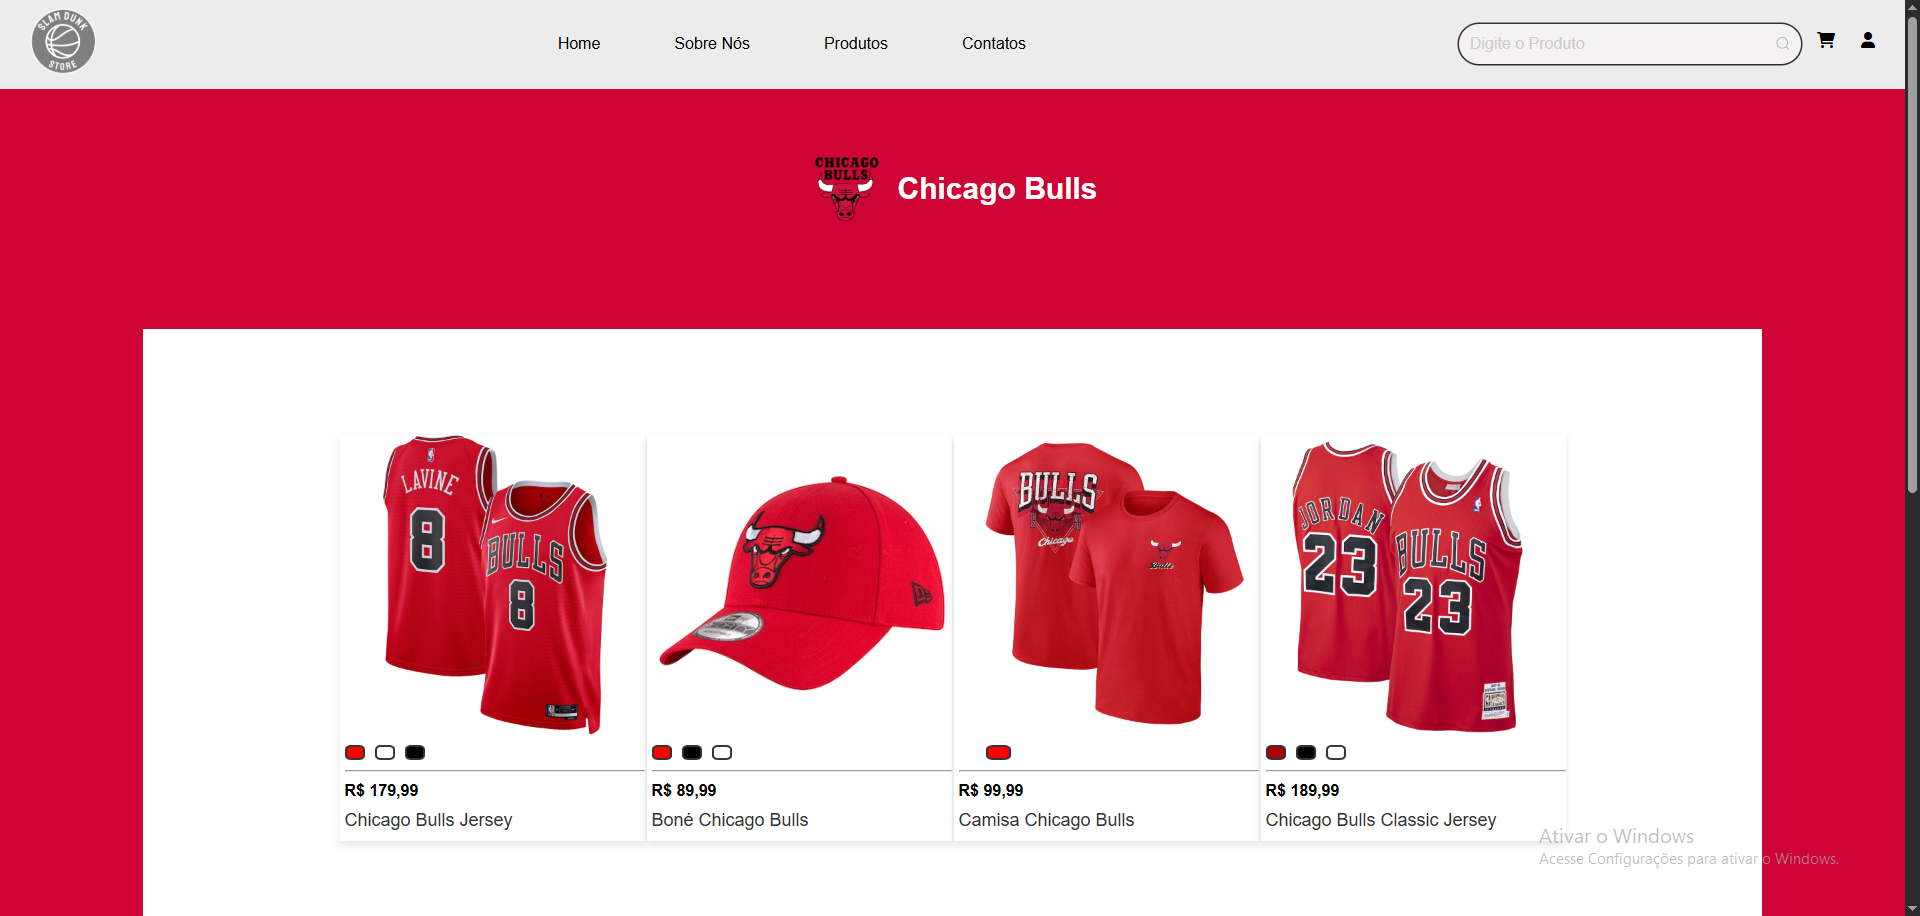 SLAM DUNK
STORE
Home
Sobre Nós
Produtos
Contatos
Digite o Produto
CHICAGO
BULLS
Chicago Bulls
LAVINE
8
BULLS
8
BULLS
Chicago
Bulls
JORDAN
23
BULLS
23
R$ 179,99
Chicago Bulls Jersey
R$ 89,99
Boné Chicago Bulls
R$ 99,99
Camisa Chicago Bulls
R$ 189,99
Chicago Bulls Classic Jersey
Ativar o Windows
Acesse Configurações para ativar o Windows.